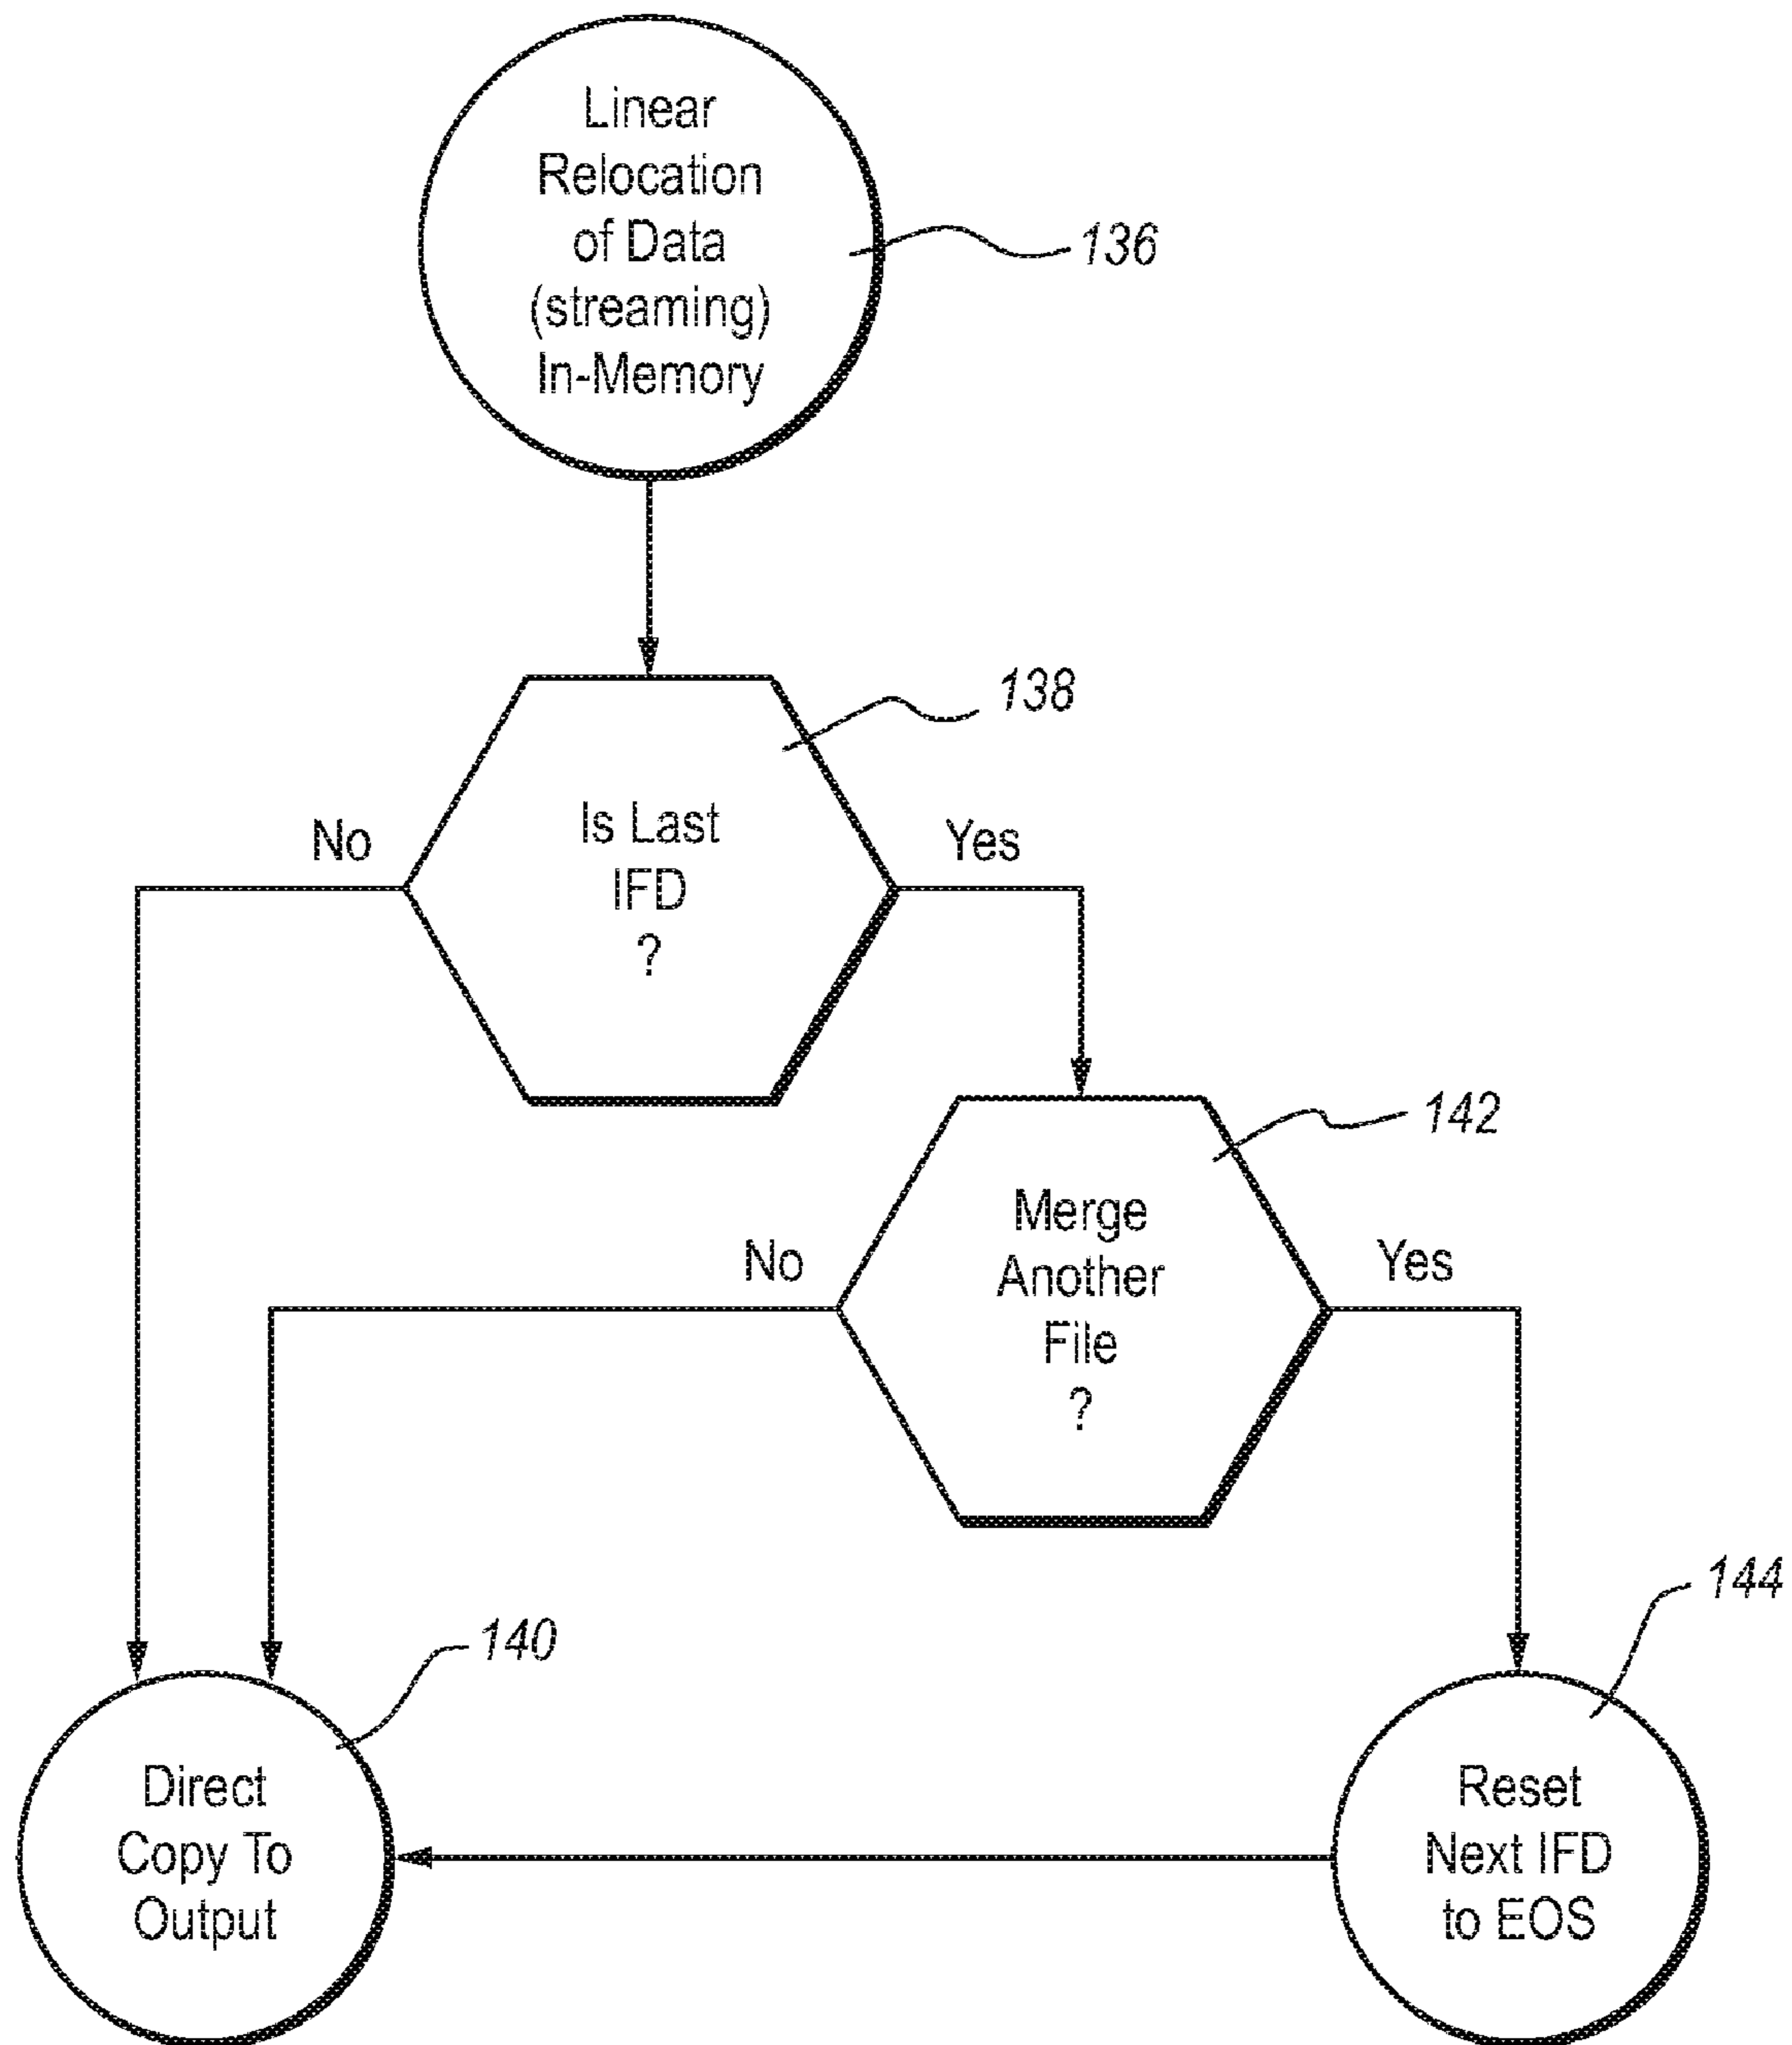 Linear
Relocation
of Data
(streaming)
In-Memory
136
138
Is Last
IFD
?
No
Yes
142
Merge
Another
File
?
No
Yes
144
140
Direct
Copy To
Output
Reset
Next IFD
to EOS